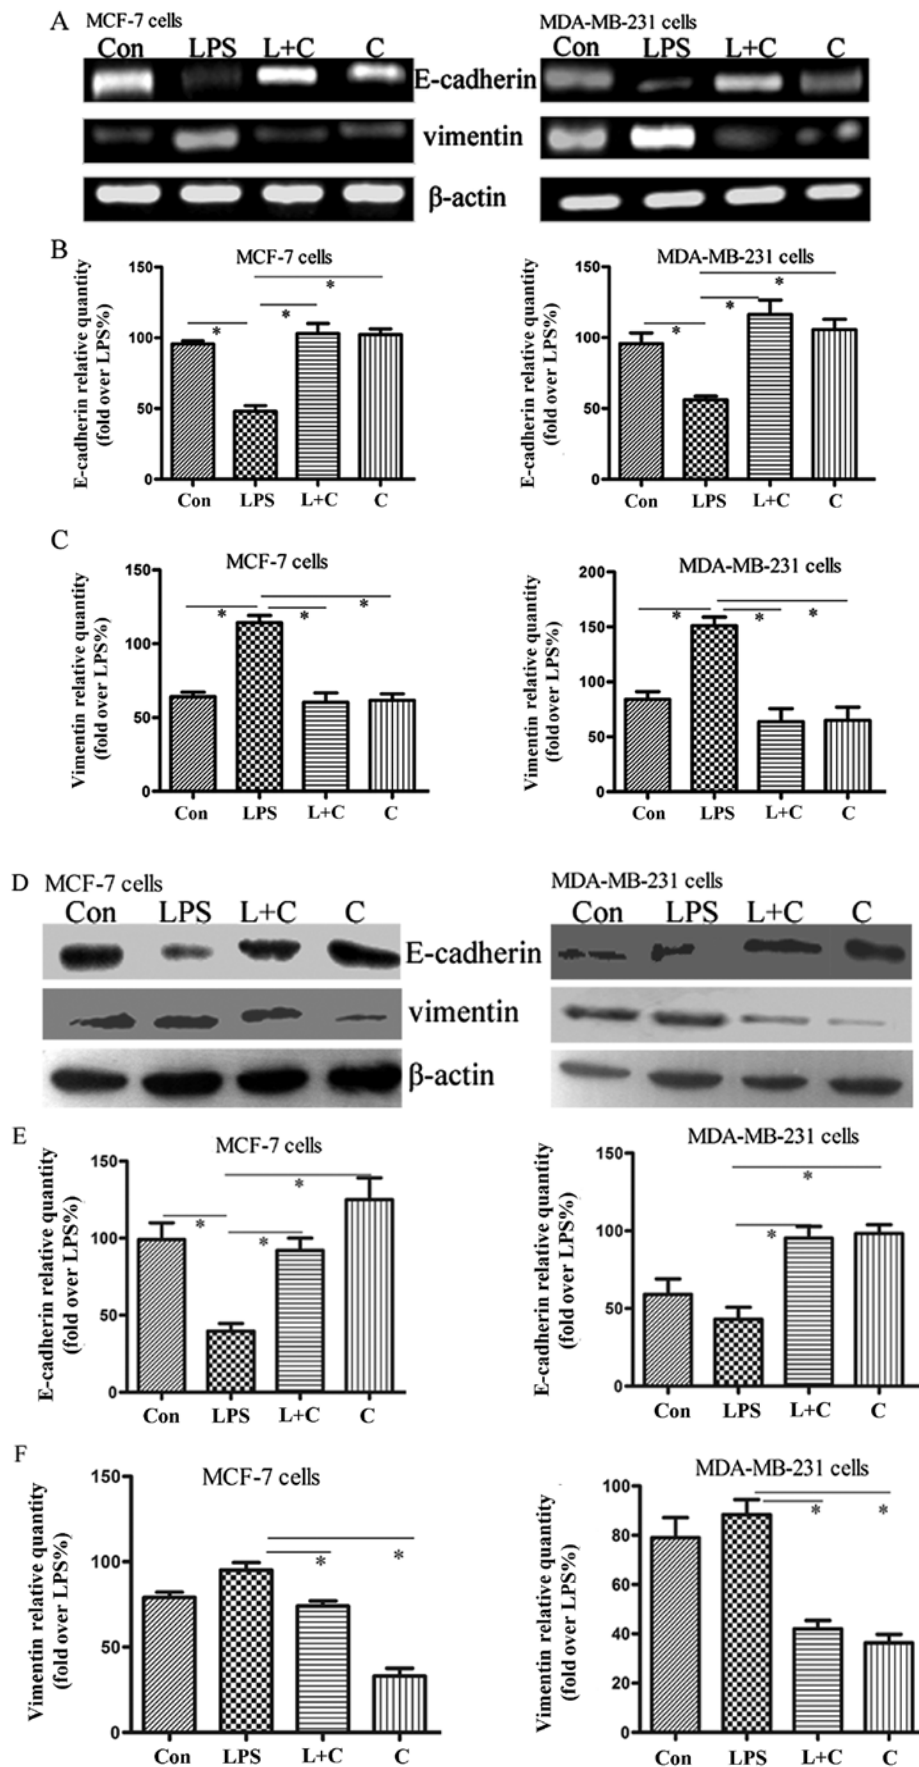 A MCF-7 cells MDA-MB-231 cells
Con LPS L+C C Con LPS L+C C
E-cadherin
vimentin
β-actin
B
MCF-7 cells
E-cadherin relative quantity
(fold over LPS%)
150
100
50
0
* * *
Con LPS L+C C
MDA-MB-231 cells
E-cadherin relative quantity
(fold over LPS%)
150
100
50
0
* * *
Con LPS L+C C
C
MCF-7 cells
Vimentin relative quantity
(fold over LPS%)
150
100
50
0
* * *
Con LPS L+C C
MDA-MB-231 cells
Vimentin relative quantity
(fold over LPS%)
200
150
100
50
0
* * *
Con LPS L+C C
D MCF-7 cells MDA-MB-231 cells
Con LPS L+C C Con LPS L+C C
E-cadherin
vimentin
β-actin
E
MCF-7 cells
E-cadherin relative quantity
(fold over LPS%)
150
100
50
0
* * *
Con LPS L+C C
MDA-MB-231 cells
E-cadherin relative quantity
(fold over LPS%)
150
100
50
0
* *
Con LPS L+C C
F
MCF-7 cells
Vimentin relative quantity
(fold over LPS%)
150
100
50
0
* *
Con LPS L+C C
MDA-MB-231 cells
Vimentin relative quantity
(fold over LPS%)
100
80
60
40
20
0
* *
Con LPS L+C C